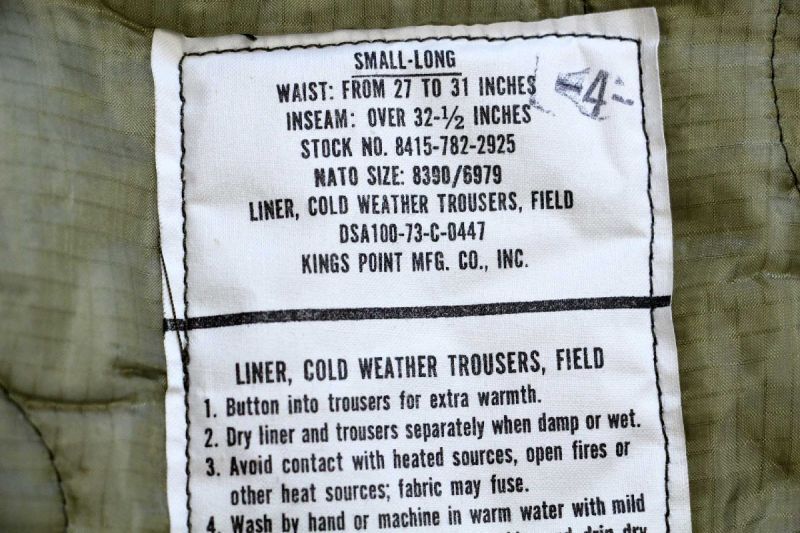 SMALL-LONG
WAIST: FROM 27 TO 31 INCHES
INSEAM: OVER 32-½ INCHES
-4-
STOCK NO. 8415-782-2925
NATO SIZE: 8390/6979
LINER, COLD WEATHER TROUSERS, FIELD
DSA100-73-C-0447
KINGS POINT MFG. CO., INC.
LINER, COLD WEATHER TROUSERS, FIELD
1. Button into trousers for extra warmth.
2. Dry liner and trousers separately when damp or wet.
3. Avoid contact with heated sources, open fires or
other heat sources; fabric may fuse.
4. Wash by hand or machine in warm water with mild
drip dry